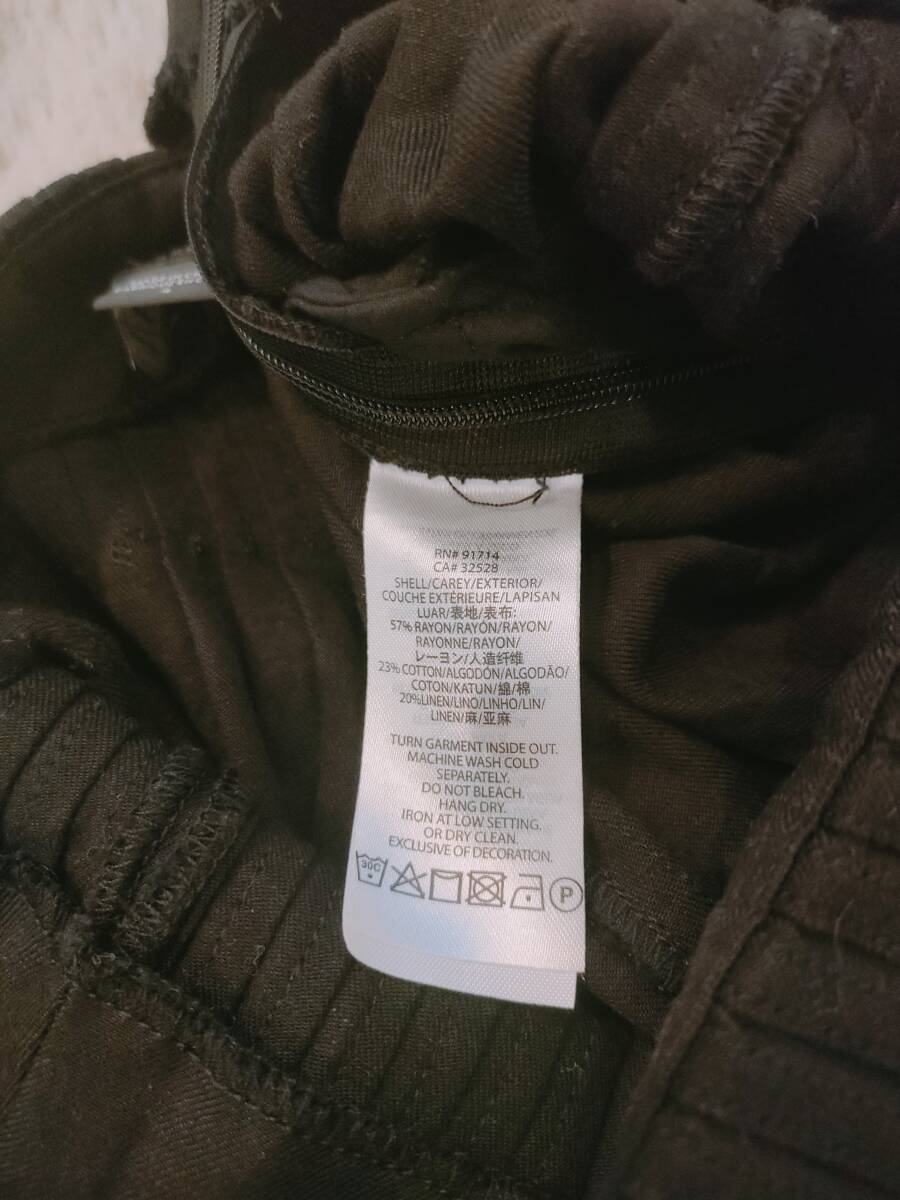 RN# 91714
CA# 32528
SHELL/CAREY/EXTERIOR/
COUCHE EXTÉRIEURE/LAPISAN
LUAR/表地/表布:
57% RAYON/RAYÓN/RAYON/
RAYONNE/RAYON/
レーヨン/人造纤维
23% COTTON/ALGODÓN/ALGODÃO/
COTON/KATUN/綿/棉
20%LINEN/LINO/LINHO/LIN/
LINEN/麻/亚麻
TURN GARMENT INSIDE OUT.
MACHINE WASH COLD
SEPARATELY.
DO NOT BLEACH.
HANG DRY.
IRON AT LOW SETTING.
OR DRY CLEAN.
EXCLUSIVE OF DECORATION.
30C P